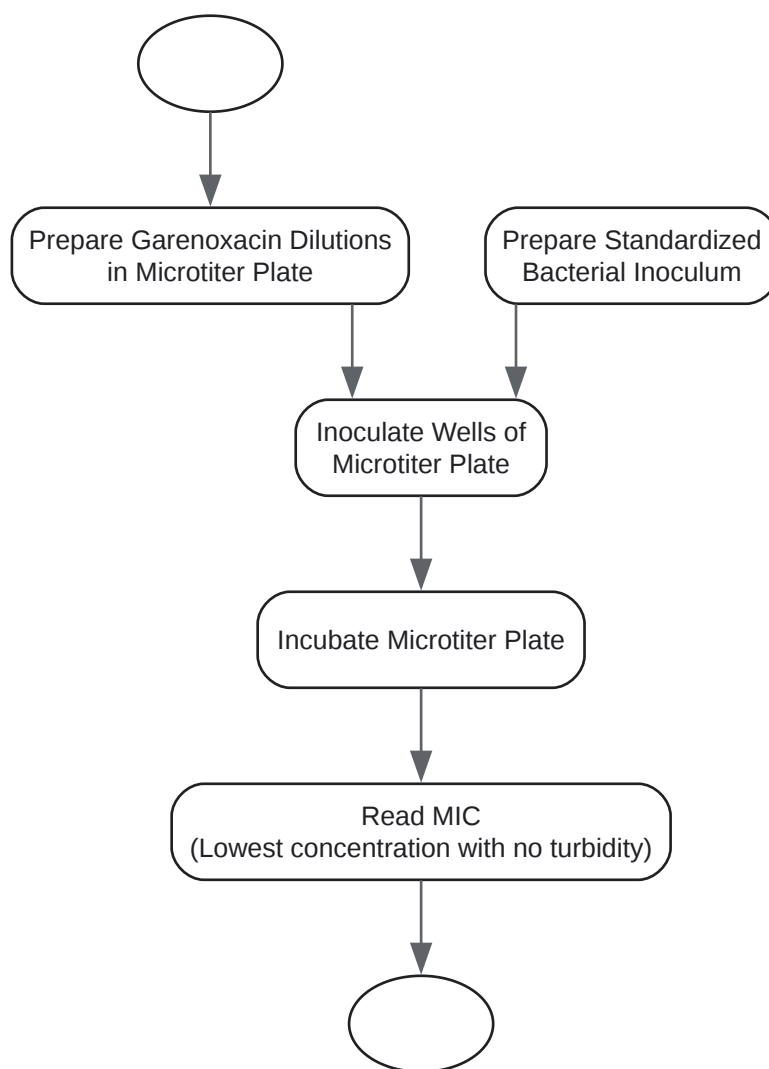 Prepare Garenoxacin Dilutions
in Microtiter Plate
Prepare Standardized
Bacterial Inoculum
Inoculate Wells of
Microtiter Plate
Incubate Microtiter Plate
Read MIC
(Lowest concentration with no turbidity)